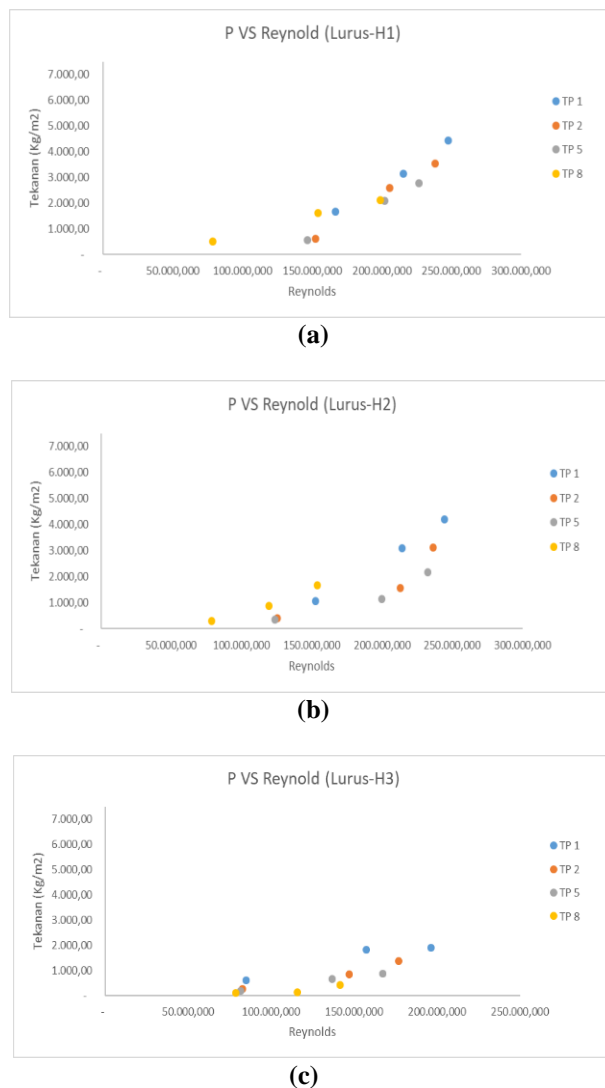 P VS Reynold (Lurus-H1)
7.000,00
6.000,00
5.000,00
4.000,00
3.000,00
2.000,00
1.000,00
-
Tekanan (Kg/m2)
TP 1
TP 2
TP 5
TP 8
- 50.000,000 100.000,000 150.000,000 200.000,000 250.000,000 300.000,000
Reynolds
(a)
P VS Reynold (Lurus-H2)
7.000,00
6.000,00
5.000,00
4.000,00
3.000,00
2.000,00
1.000,00
-
Tekanan (Kg/m2)
TP 1
TP 2
TP 5
TP 8
- 50.000,000 100.000,000 150.000,000 200.000,000 250.000,000 300.000,000
Reynolds
(b)
P VS Reynold (Lurus-H3)
7.000,00
6.000,00
5.000,00
4.000,00
3.000,00
2.000,00
1.000,00
-
Tekanan (Kg/m2)
TP 1
TP 2
TP 5
TP 8
- 50.000,000 100.000,000 150.000,000 200.000,000 250.000,000
Reynolds
(c)